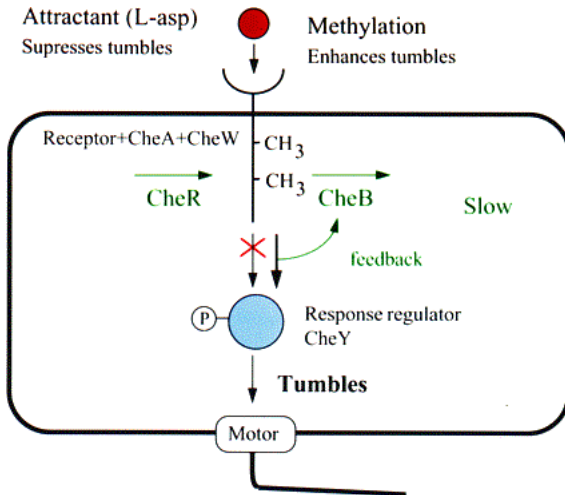 Attractant (L-asp)
Supresses tumbles
Methylation
Enhances tumbles
Receptor+CheA+CheW
CH3
CH3
CheR
CheB
Slow
feedback
P
Response regulator
CheY
Tumbles
Motor